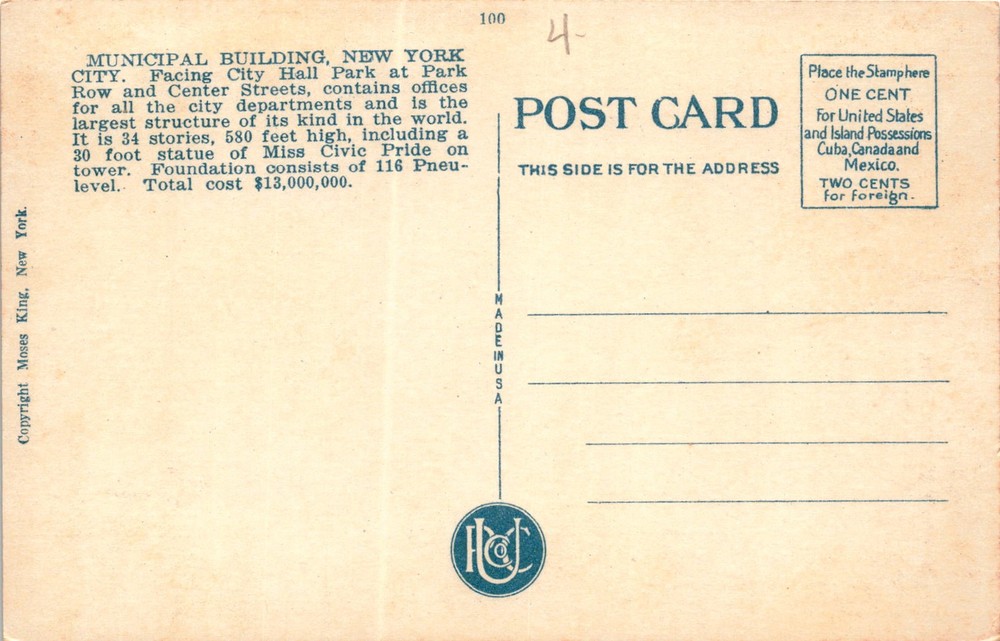 100
4-
MUNICIPAL BUILDING, NEW YORK
CITY. Facing City Hall Park at Park
Row and Center Streets, contains offices
for all the city departments and is the
largest structure of its kind in the world.
It is 34 stories, 580 feet high, including a
30 foot statue of Miss Civic Pride on
tower. Foundation consists of 116 Pneu-
level. Total cost $13,000,000.
Copyright Moses King, New York.
POST CARD
THIS SIDE IS FOR THE ADDRESS
Place the Stamp here
ONE CENT
For United States
and Island Possessions
Cuba, Canada and
Mexico.
TWO CENTS
for foreign.
MADE IN USA